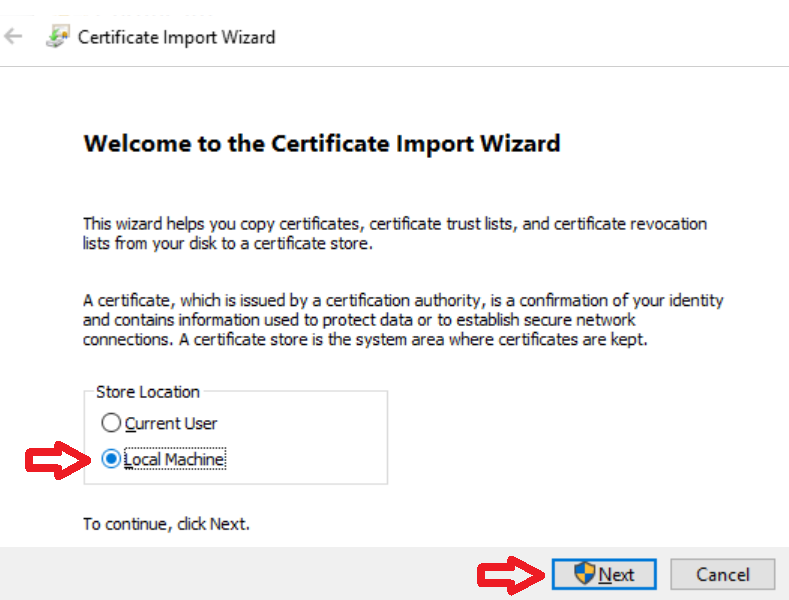 Certificate Import Wizard
Welcome to the Certificate Import Wizard
This wizard helps you copy certificates, certificate trust lists, and certificate revocation
lists from your disk to a certificate store.
A certificate, which is issued by a certification authority, is a confirmation of your identity
and contains information used to protect data or to establish secure network
connections. A certificate store is the system area where certificates are kept.
Store Location
Current User
Local Machine
To continue, click Next.
Next
Cancel